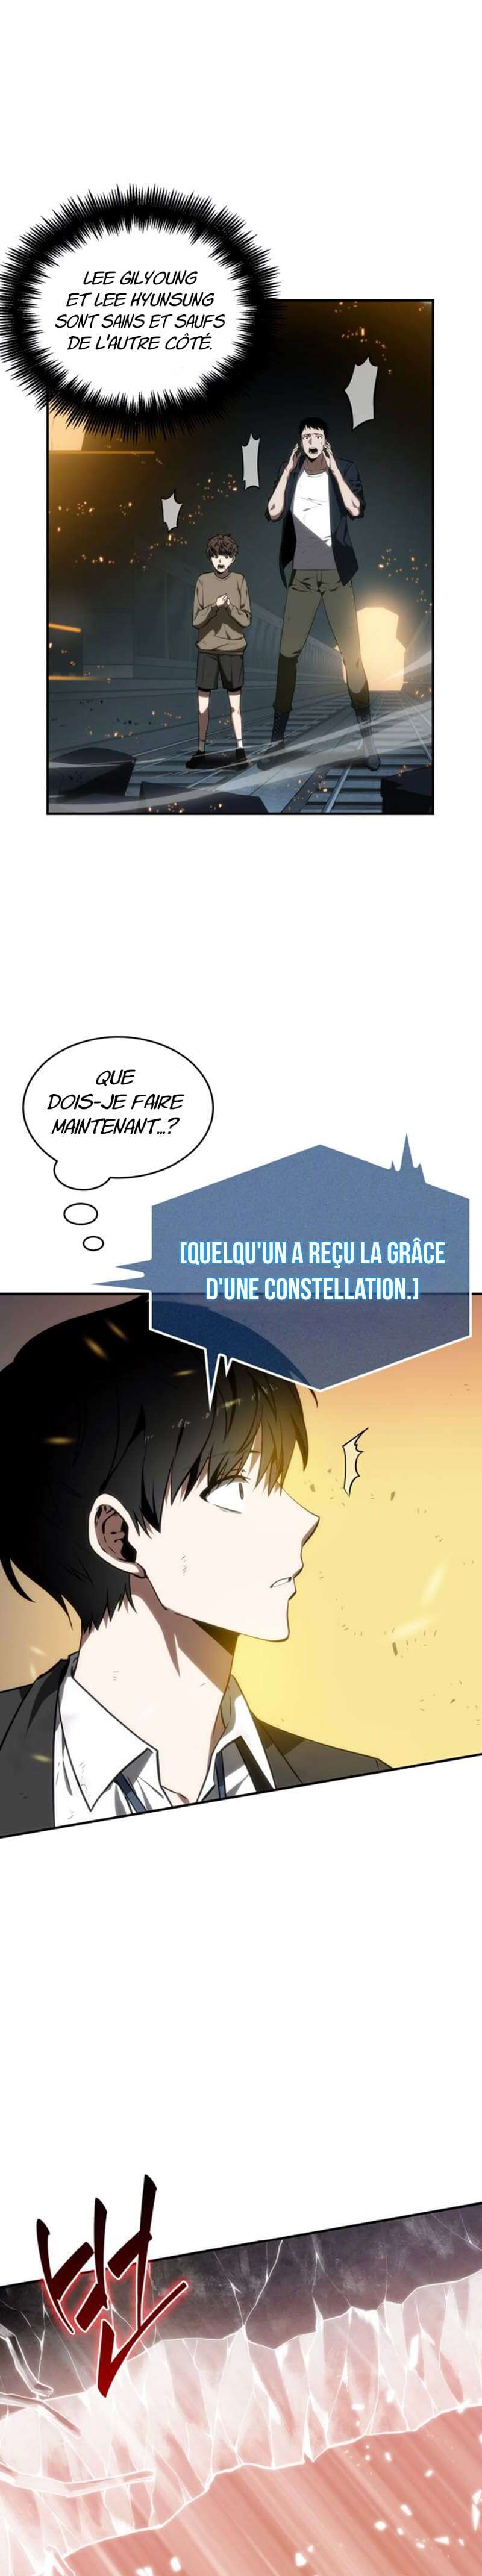 LEE GILYOUNG
ET LEE HYUNSUNG
SONT SAINS ET SAUFS
DE L'AUTRE CÔTÉ.
QUE
DOIS-JE FAIRE
MAINTENANT...?
[QUELQU'UN A REÇU LA GRÂCE
D'UNE CONSTELLATION.]